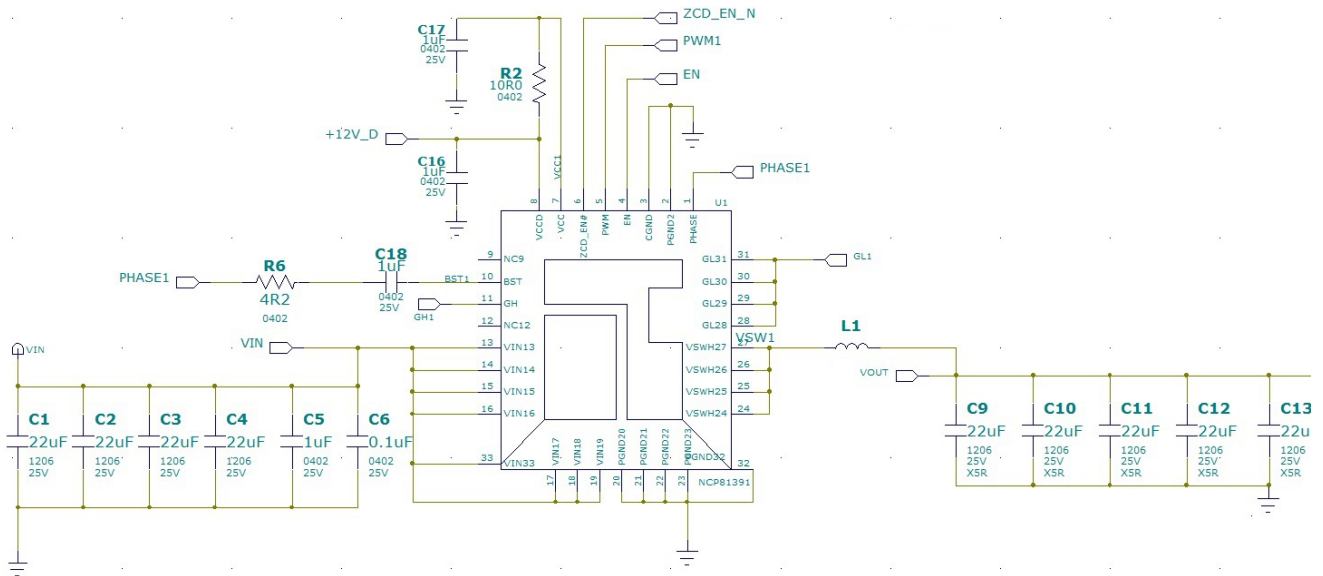 C17
1uF
0402
25V
ZCD_EN_N
PWM1
EN
R2
10R0
0402
+12V_D
C16
1uF
0402
25V
VCC1
PHASE1
U1
8
7
6
5
4
3
2
1
VCCD
VCC
ZCD_EN#
PWM
EN
CGND
PGND2
PHASE
PHASE1
R6
4R2
0402
C18
1uF
0402
25V
BST1
GH1
9 NC9
10 BST
11 GH
12 NC12
13 VIN13
14 VIN14
15 VIN15
16 VIN16
33 VIN33
GL31 31
GL30 30
GL29 29
GL28 28
GL1
VSW1
VSWH27 27
VSWH26 26
VSWH25 25
VSWH24 24
L1
VOUT
VIN
VIN
C1
22uF
1206
25V
C2
22uF
1206
25V
C3
22uF
1206
25V
C4
22uF
1206
25V
C5
1uF
0402
25V
C6
0.1uF
0402
25V
VIN17
VIN18
VIN19
PGND20
PGND21
PGND22
PGND23
PGND32
32
17
18
19
20
21
22
23
NCP81391
C9
22uF
1206
25V
X5R
C10
22uF
1206
25V
X5R
C11
22uF
1206
25V
X5R
C12
22uF
1206
25V
X5R
C13
22u
1206
25V
X5R